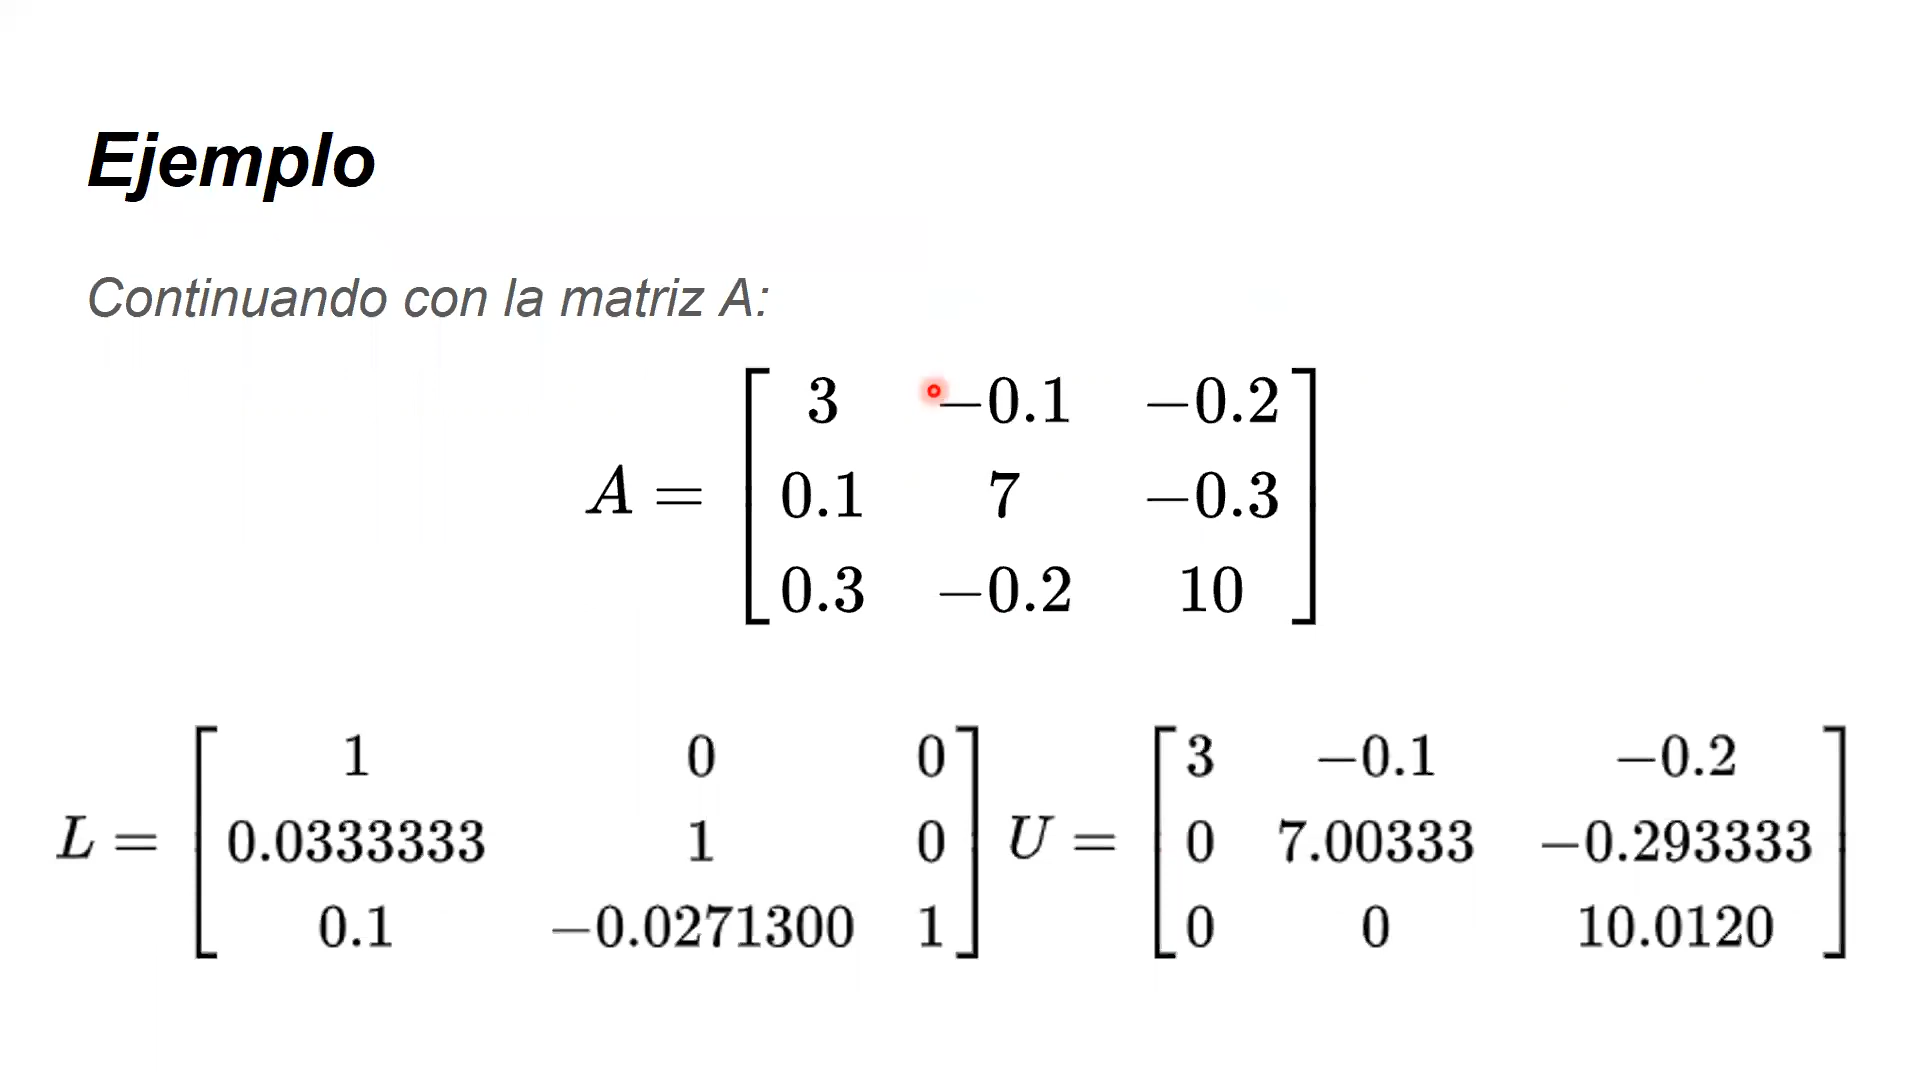 Ejemplo
Continuando con la matriz A:
3 −0.1 −0.2
A = 0.1 7 −0.3
0.3 −0.2 10
1 0 0 3 −0.1 −0.2
L = 0.0333333 1 0 U = 0 7.00333 −0.293333
0.1 −0.0271300 1 0 0 10.0120